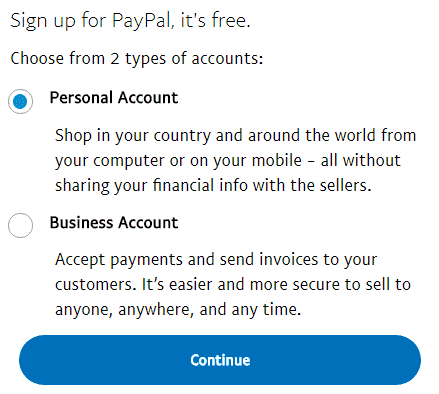 Sign up for PayPal, it's free.
Choose from 2 types of accounts:
Personal Account
Shop in your country and around the world from
your computer or on your mobile – all without
sharing your financial info with the sellers.
Business Account
Accept payments and send invoices to your
customers. It’s easier and more secure to sell to
anyone, anywhere, and any time.
Continue